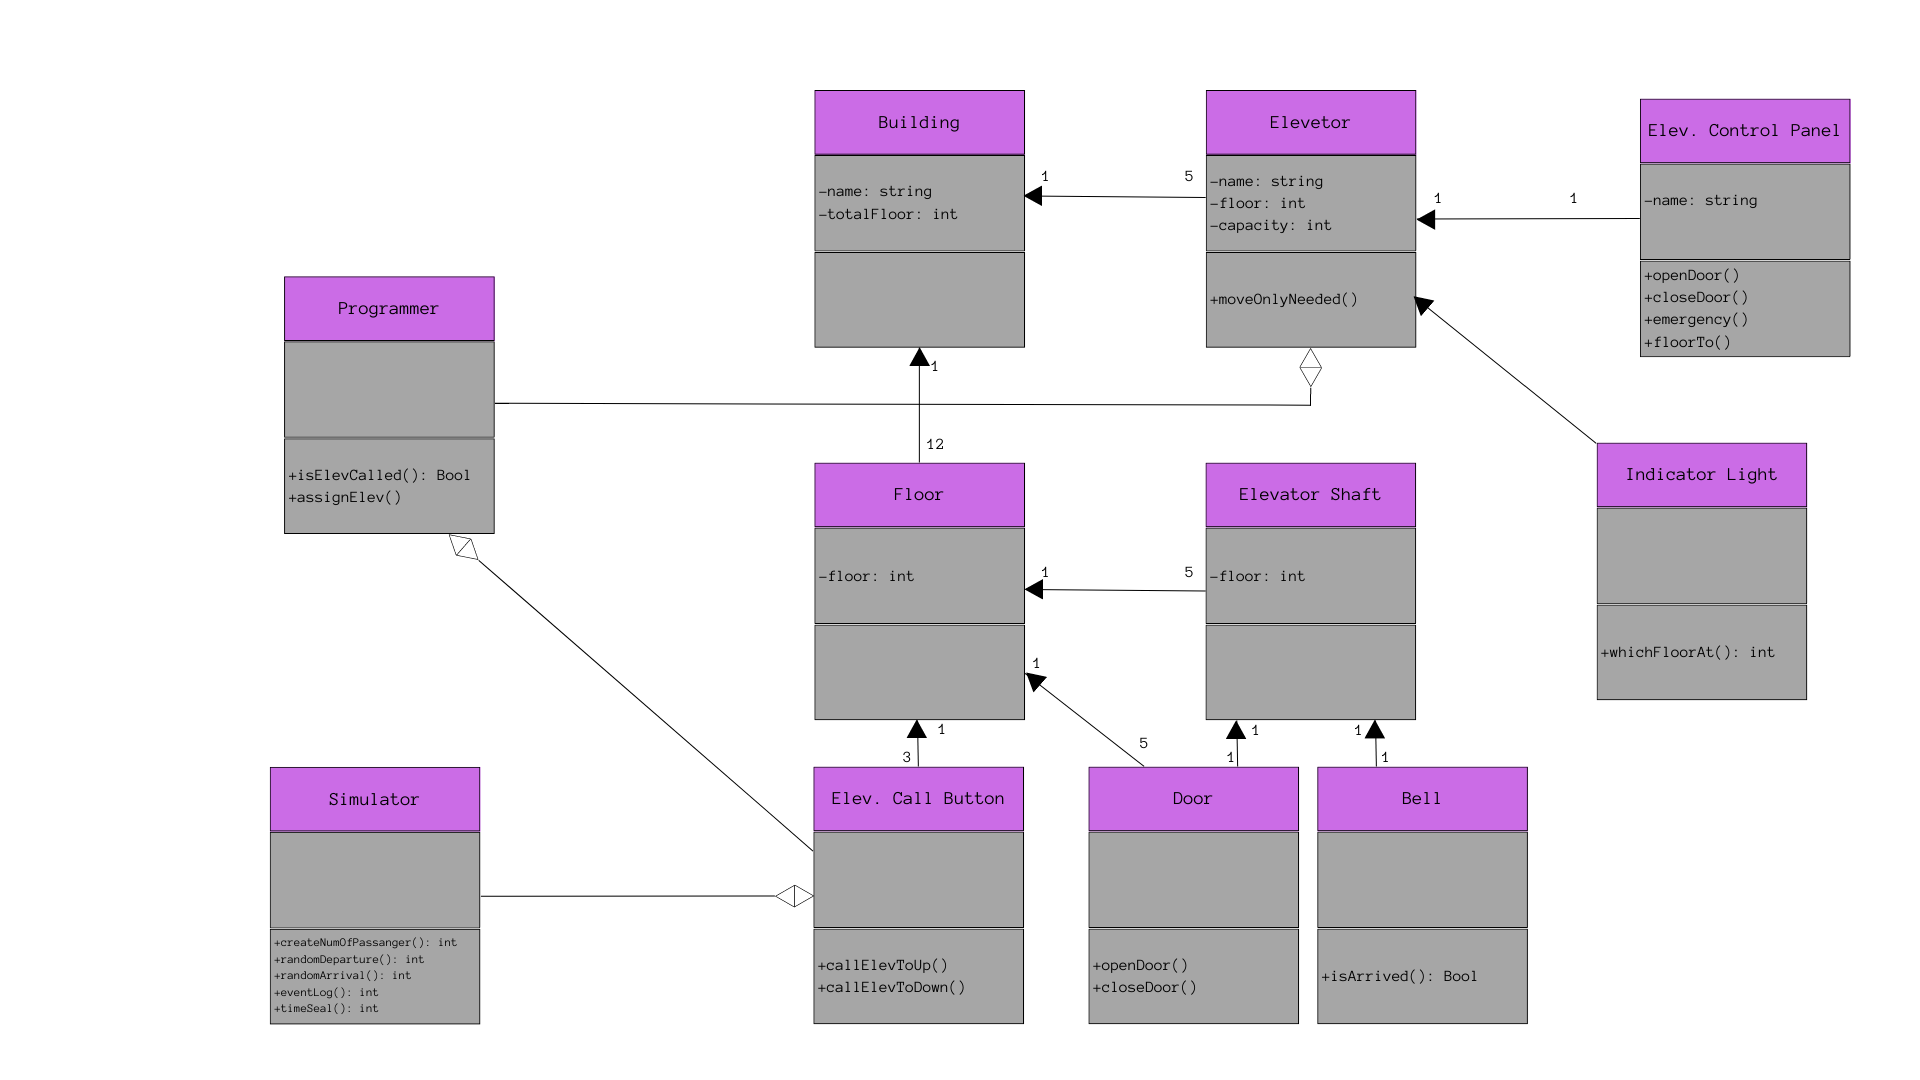 Building
-name: string
-totalFloor: int
1
5
Elevetor
-name: string
-floor: int
-capacity: int
+moveOnlyNeeded()
1
1
Elev. Control Panel
-name: string
+openDoor()
+closeDoor()
+emergency()
+floorTo()
Programmer
+isElevCalled(): Bool
+assignElev()
1
12
Floor
-floor: int
1
5
Elevator Shaft
-floor: int
Indicator Light
+whichFloorAt(): int
1
5
1
3
1
1
1
1
Simulator
+createNumOfPassanger(): int
+randomDeparture(): int
+randomArrival(): int
+eventLog(): int
+timeSeal(): int
Elev. Call Button
+callElevToUp()
+callElevToDown()
Door
+openDoor()
+closeDoor()
Bell
+isArrived(): Bool